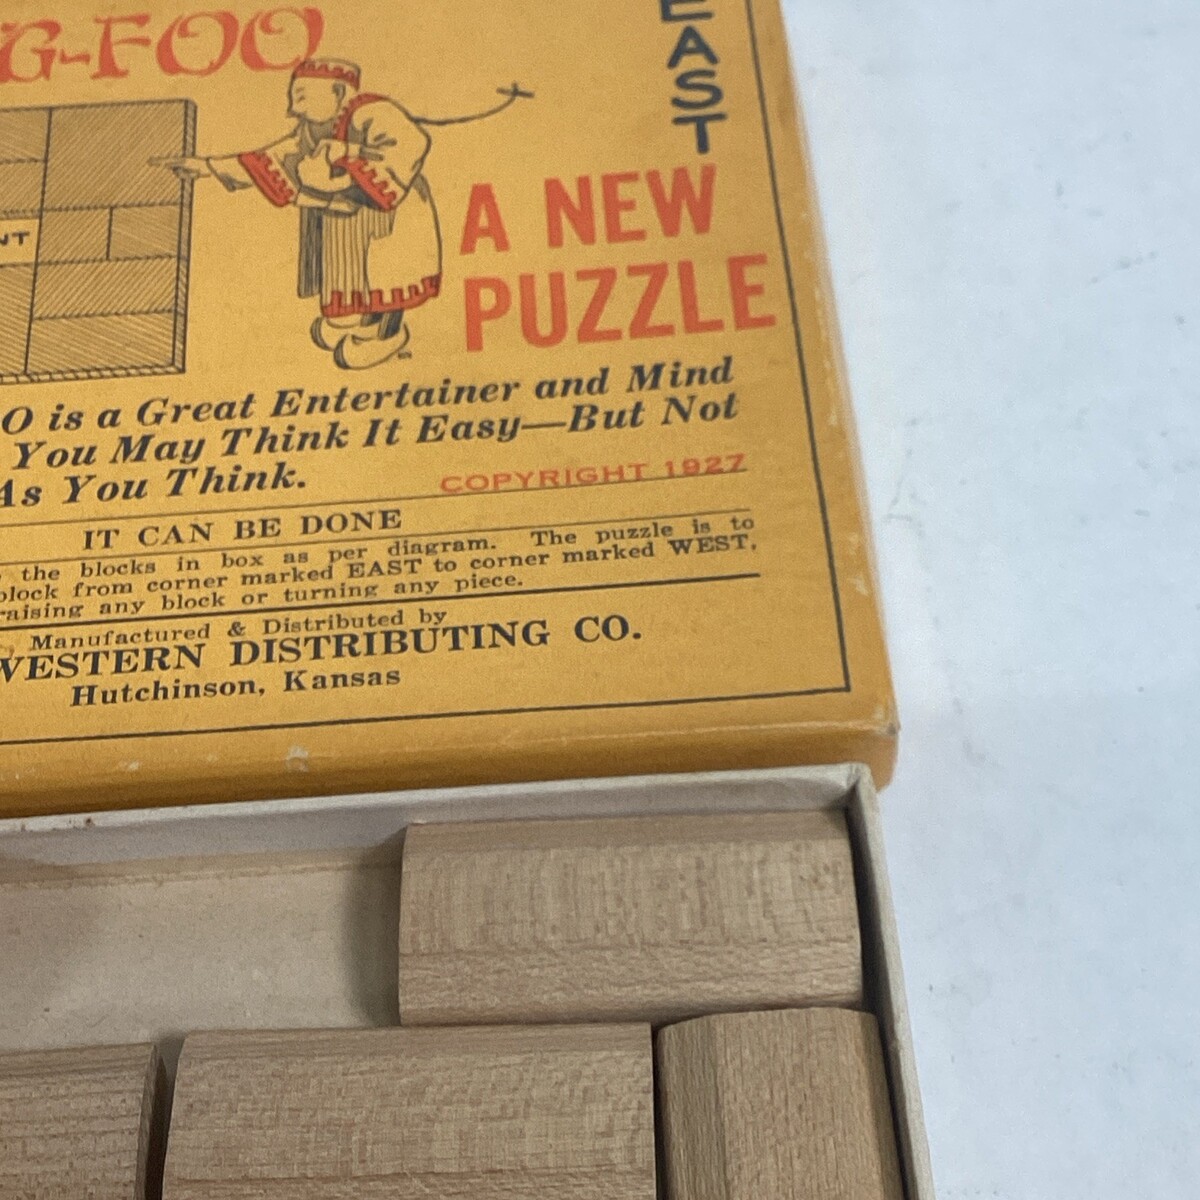 G-FOO
EAST
NT
A NEW
PUZZLE
O is a Great Entertainer and Mind
You May Think It Easy—But Not
As You Think.
COPYRIGHT 1927
IT CAN BE DONE
the blocks in box as per diagram. The puzzle is to
block from corner marked EAST to corner marked WEST,
raising any block or turning any piece.
Manufactured & Distributed by
WESTERN DISTRIBUTING CO.
Hutchinson, Kansas